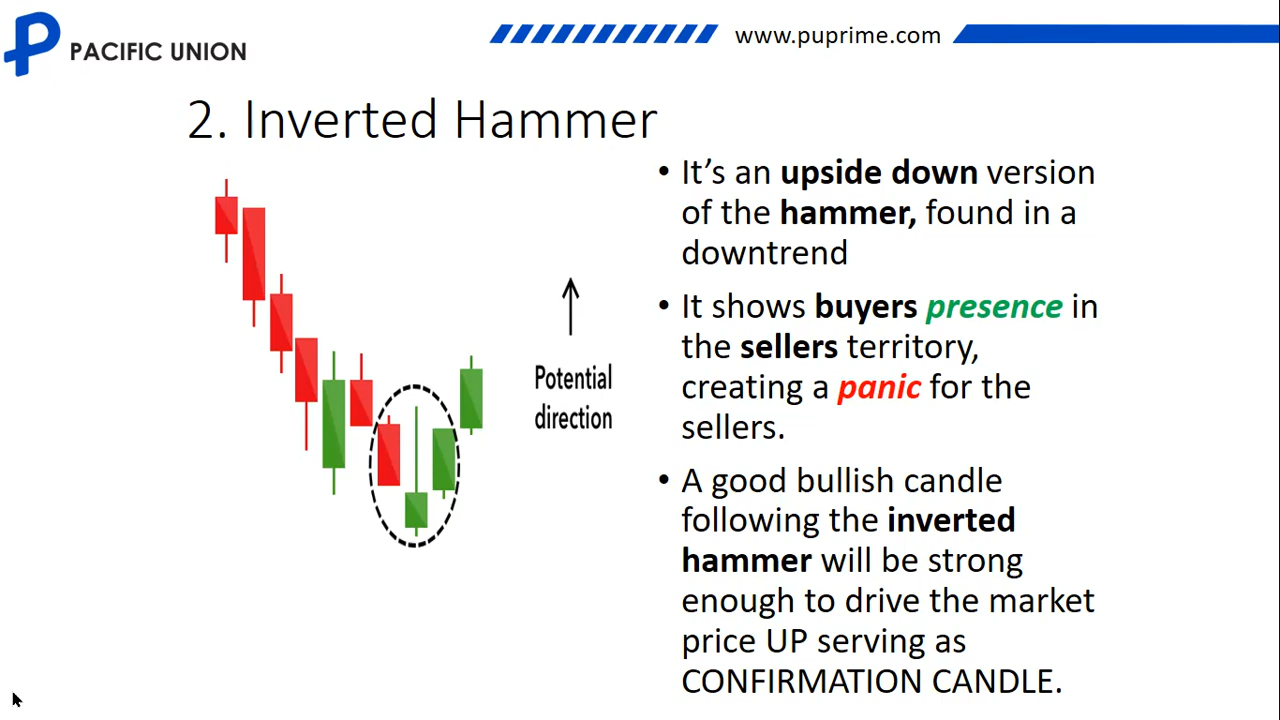 PACIFIC UNION
www.puprime.com
2. Inverted Hammer
• It’s an upside down version
of the hammer, found in a
downtrend
• It shows buyers presence in
the sellers territory,
creating a panic for the
sellers.
• A good bullish candle
following the inverted
hammer will be strong
enough to drive the market
price UP serving as
CONFIRMATION CANDLE.
Potential
direction